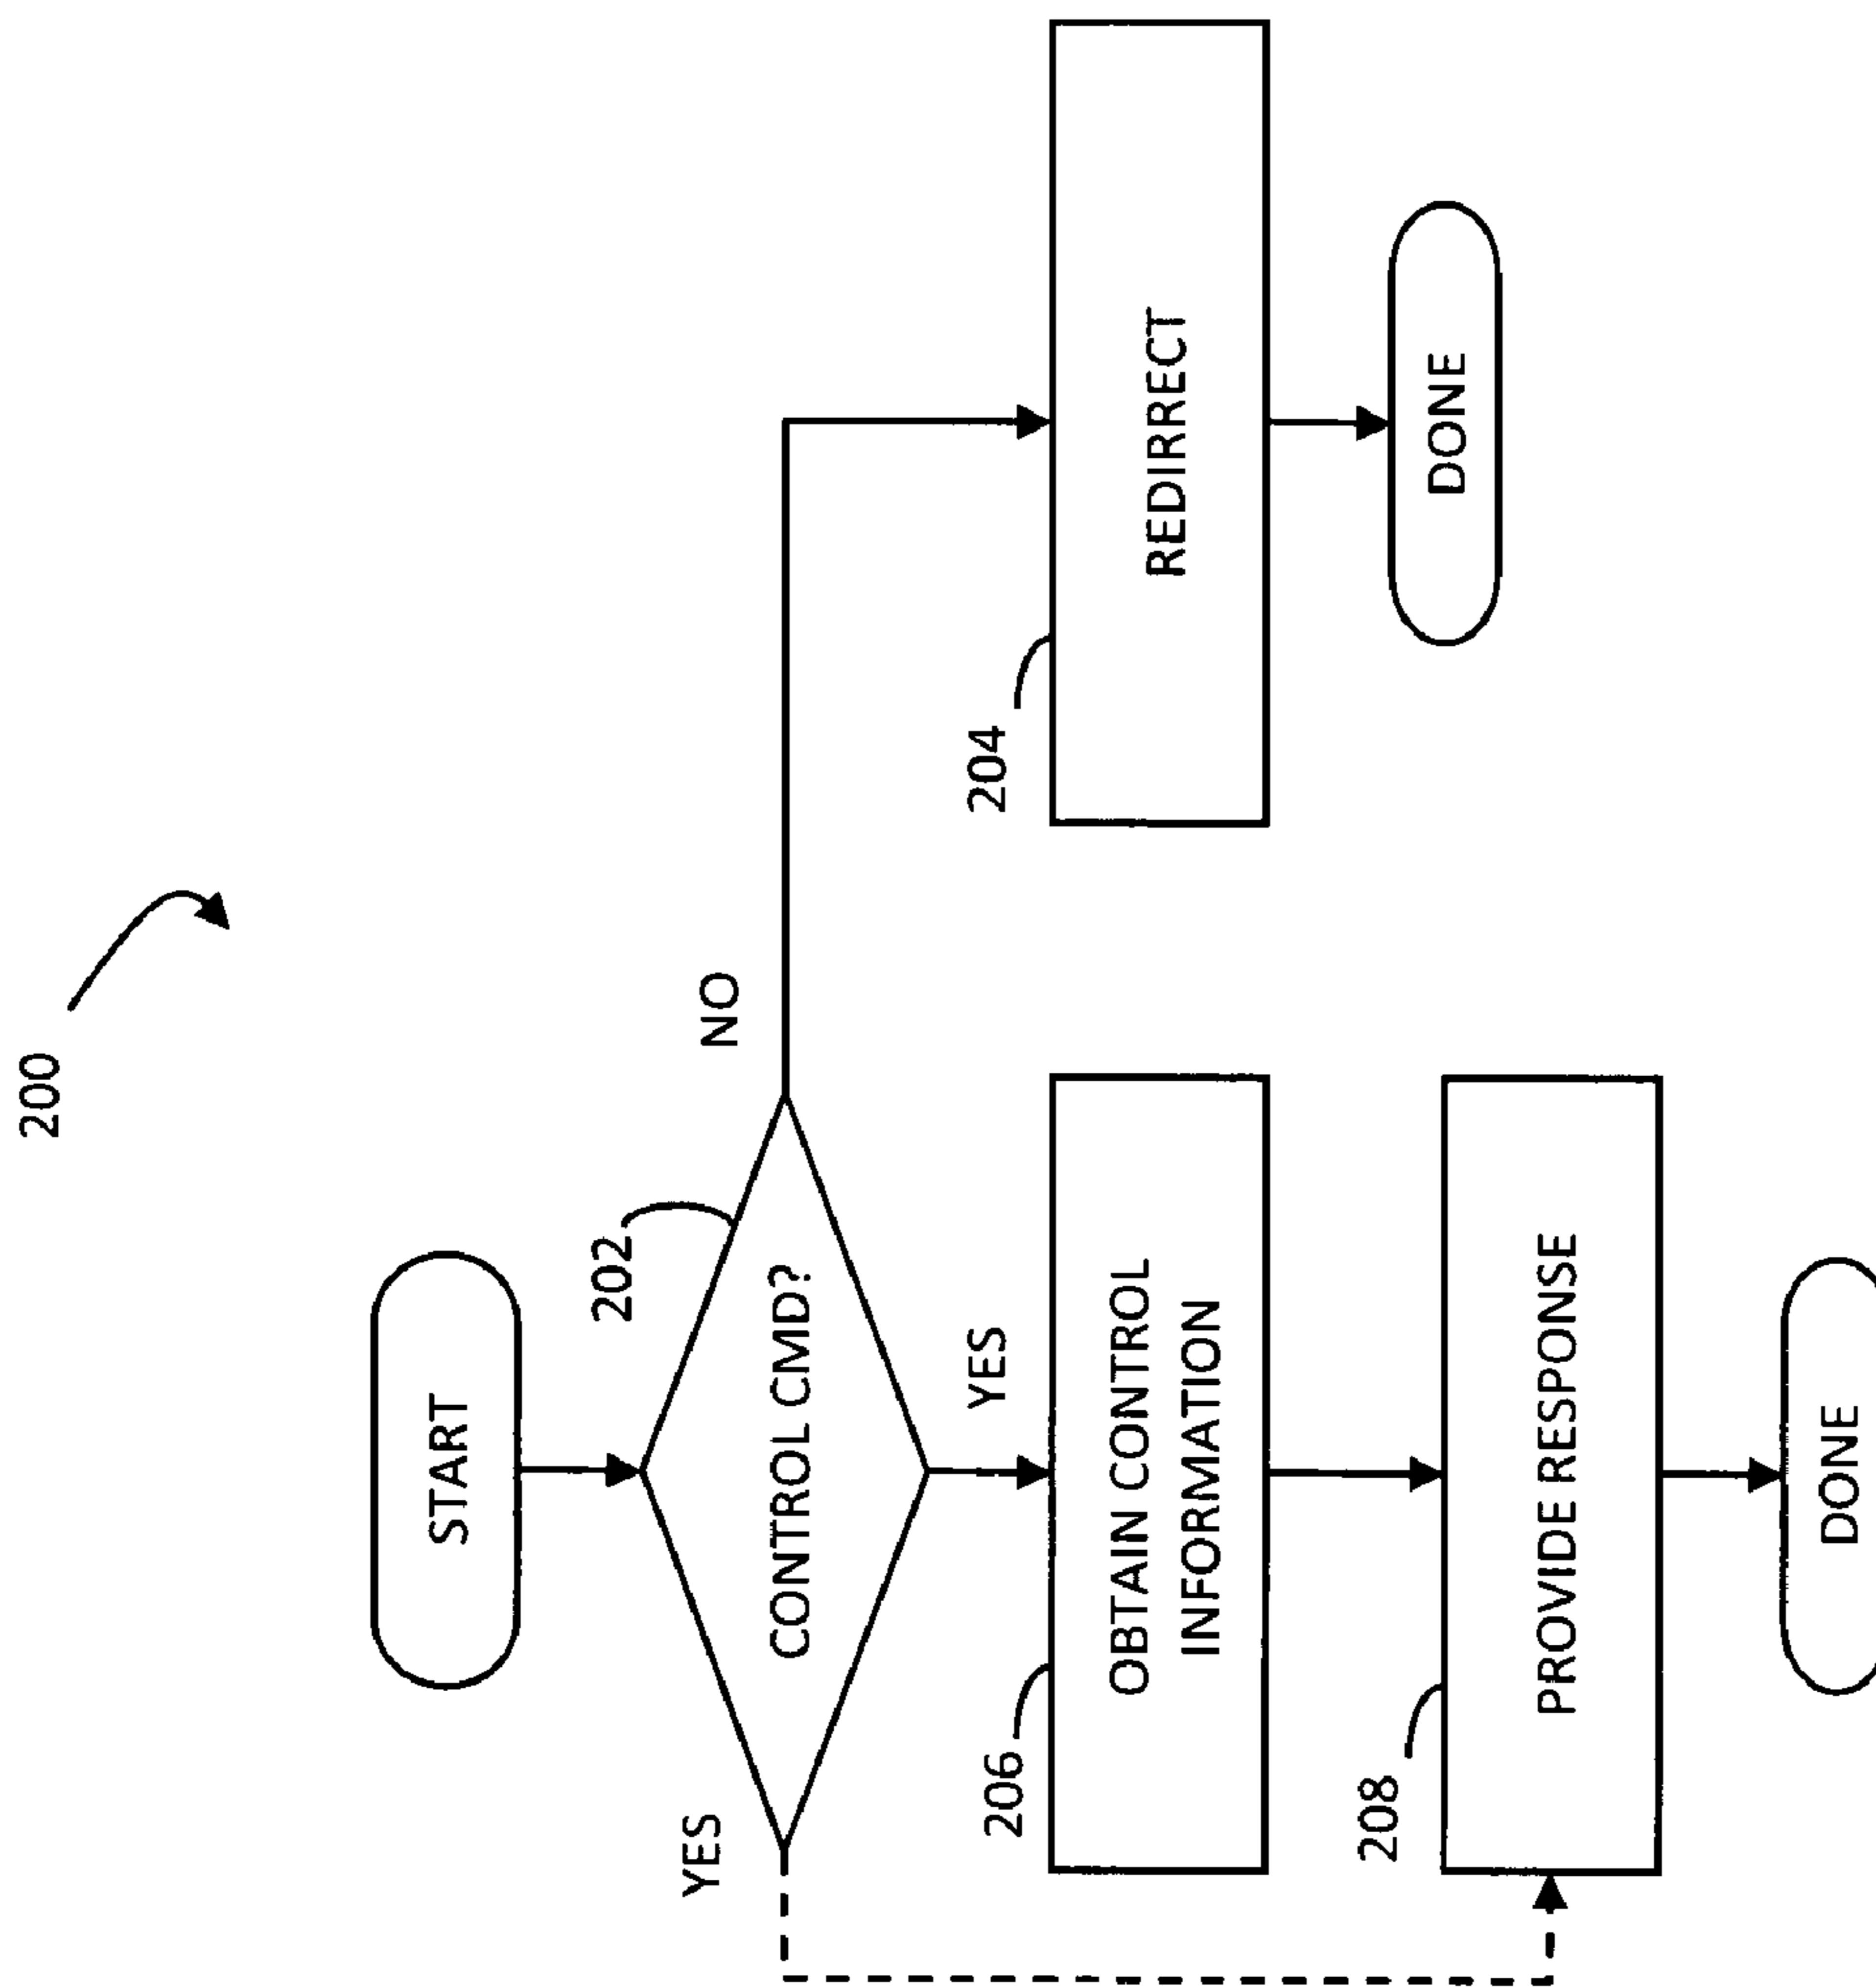 200
START
202
CONTROL CMD?
YES
NO
YES
206
OBTAIN CONTROL
INFORMATION
204
REDIRRECT
DONE
208
PROVIDE RESPONSE
DONE